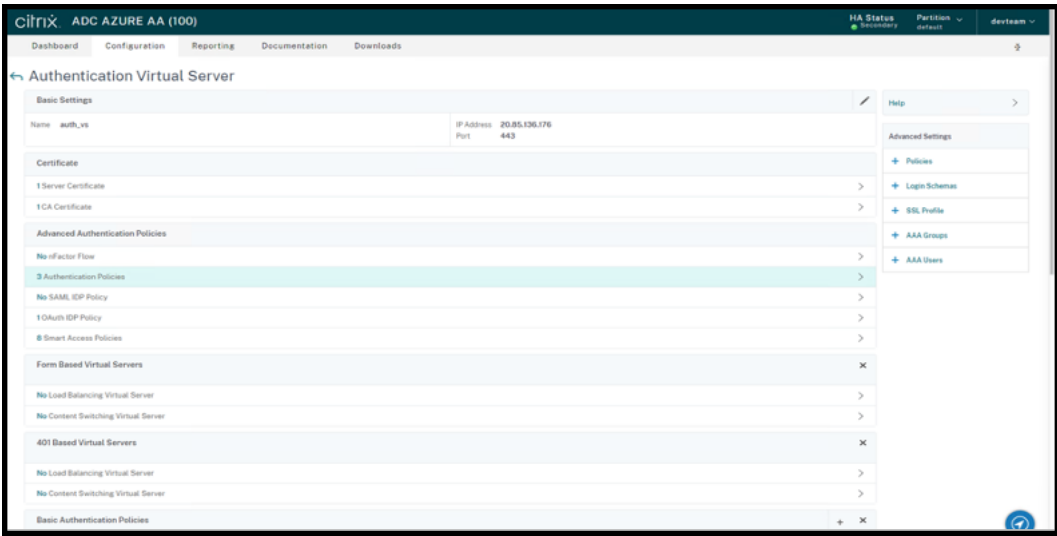 citrix. ADC AZURE AA (100)
HA Status
Secondary
Partition
default
devteam
Dashboard Configuration Reporting Documentation Downloads
Authentication Virtual Server
Basic Settings
Name auth_vs
IP Address 20.85.136.176
Port 443
Certificate
1 Server Certificate
1 CA Certificate
Advanced Authentication Policies
No nFactor Flow
3 Authentication Policies
No SAML IDP Policy
1 OAuth IDP Policy
8 Smart Access Policies
Form Based Virtual Servers
No Load Balancing Virtual Server
No Content Switching Virtual Server
401 Based Virtual Servers
No Load Balancing Virtual Server
No Content Switching Virtual Server
Basic Authentication Policies
Help
Advanced Settings
Policies
Login Schemas
SSL Profile
AAA Groups
AAA Users